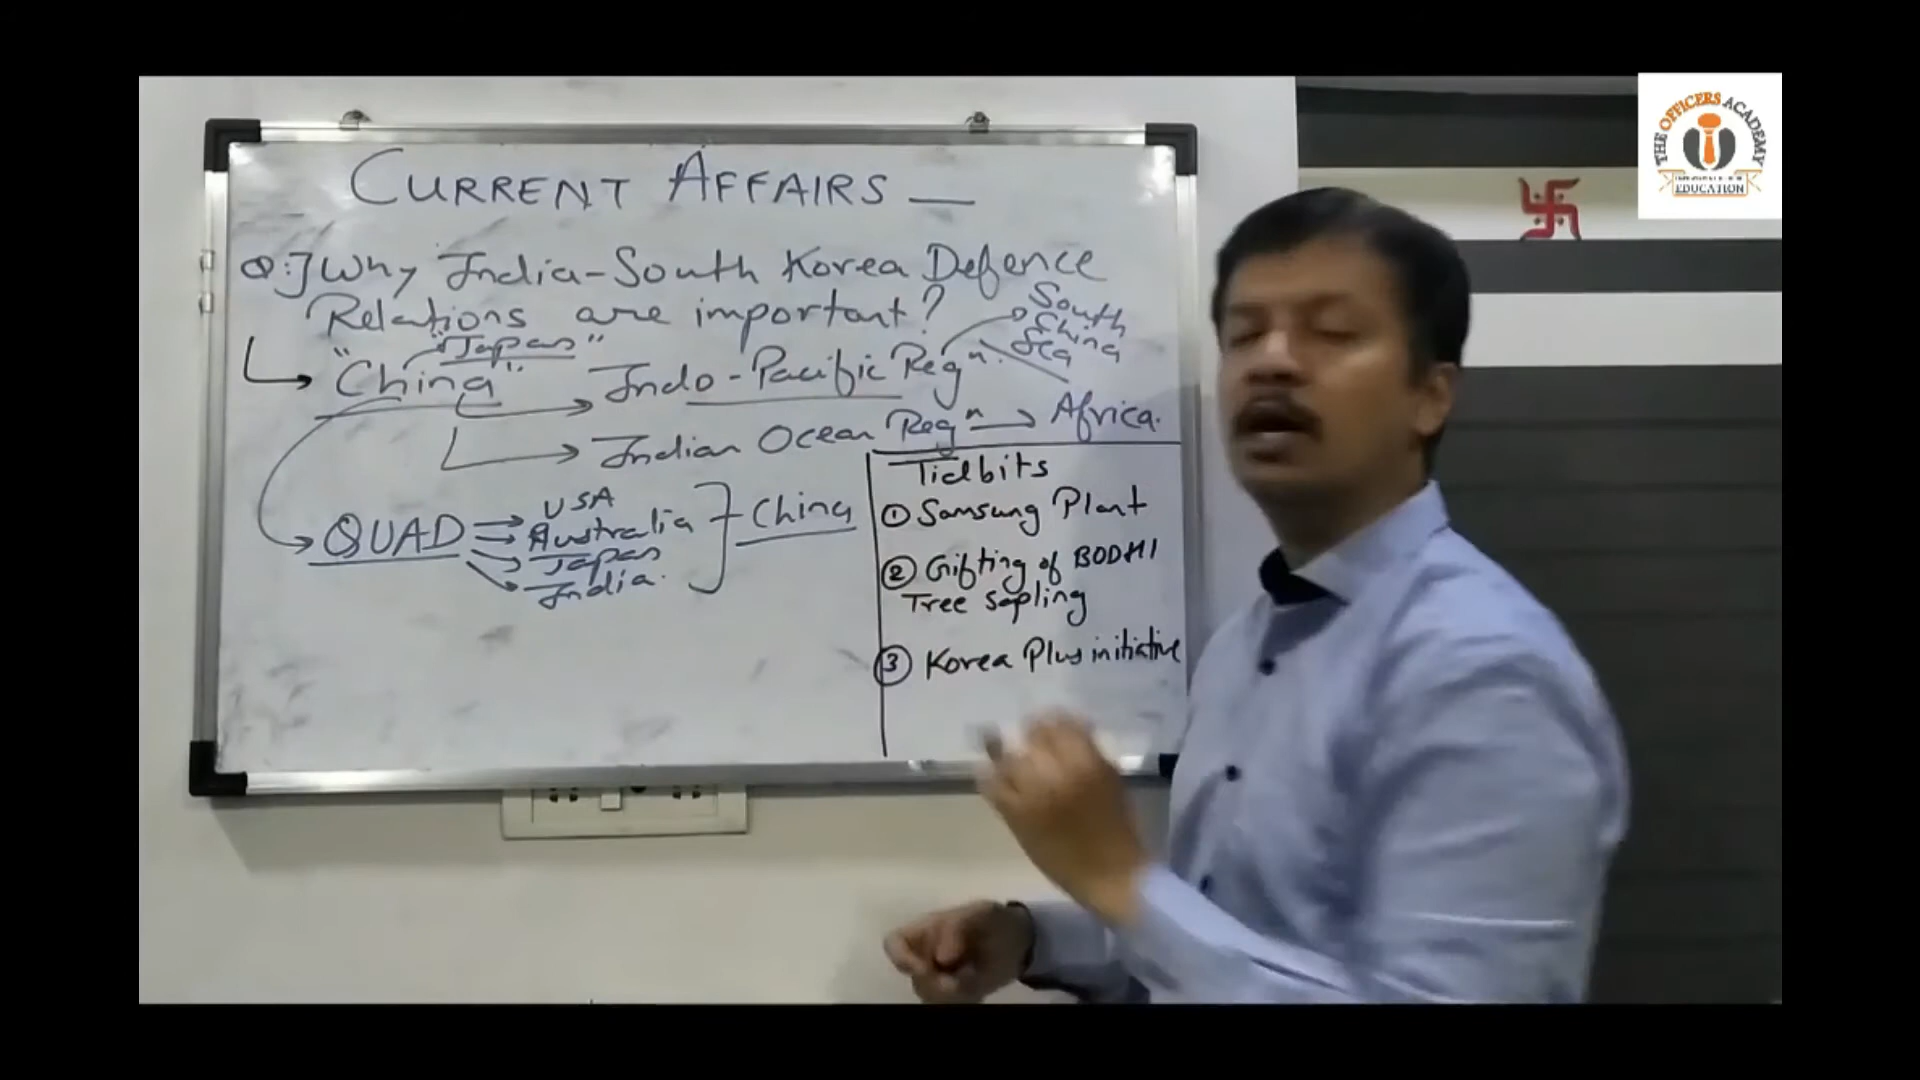 CURRENT AFFAIRS —
Q:] Why India-South Korea Defence
Relations are important?
"Japan"
"China"
Indo-Pacific Regn.
South
China
Sea
Indian Ocean Regn → Africa.
QUAD
USA
Australia
Japan
India.
China
Tidbits
① Samsung Plant
② Gifting of BODHI
Tree sapling
③ Korea Plus initiative
THE OFFICERS ACADEMY
EDUCATION